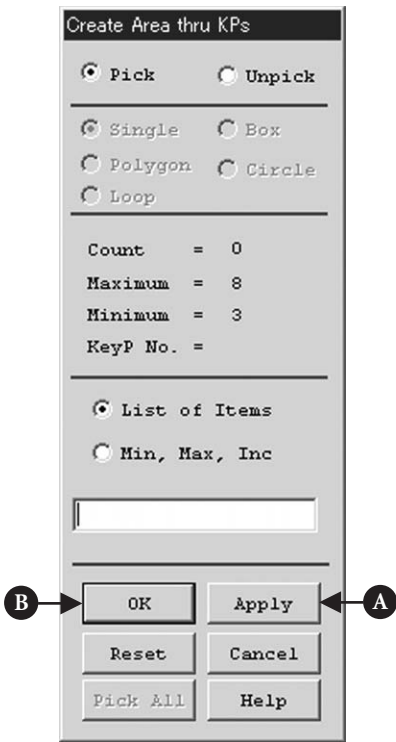 Create Area thru KPs
Pick Unpick
Single Box
Polygon Circle
Loop
Count = 0
Maximum = 8
Minimum = 3
KeyP No. =
List of Items
Min, Max, Inc
B OK Apply A
Reset Cancel
Pick All Help